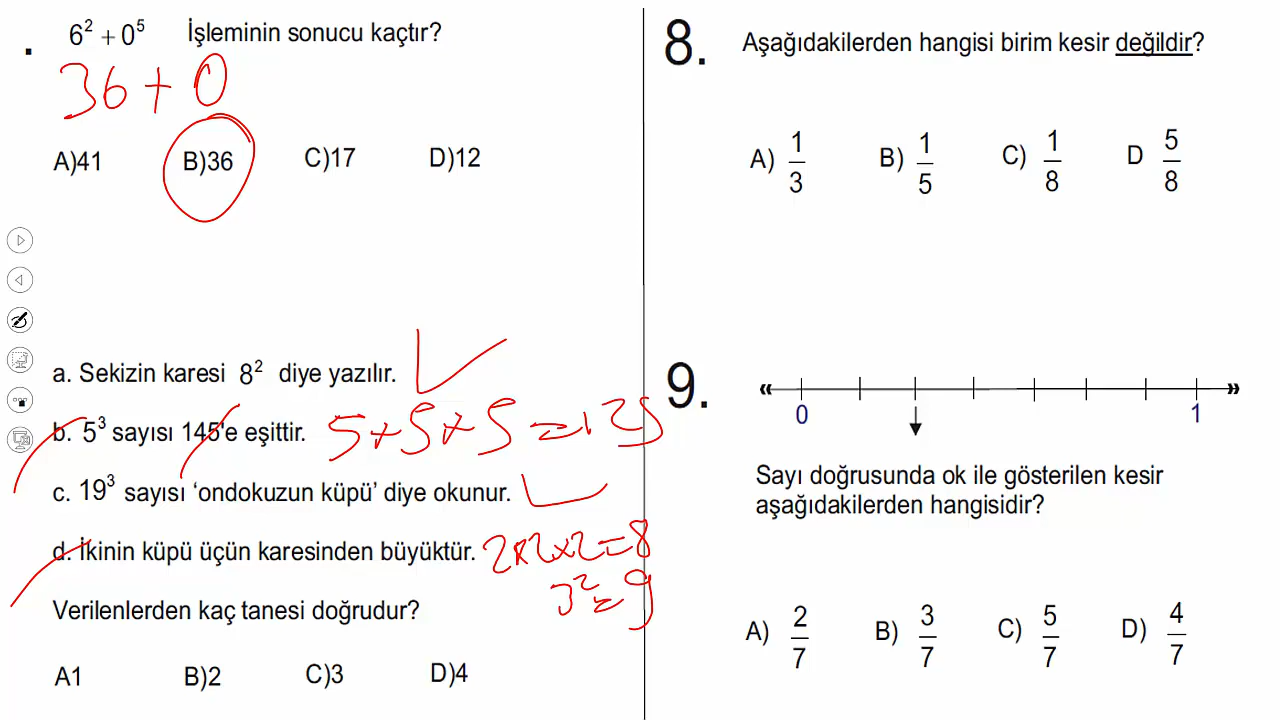 6² + 0⁵ İşleminin sonucu kaçtır?
36 + 0
A)41 B)36 C)17 D)12
a. Sekizin karesi 8² diye yazılır.
b. 5³ sayısı 145'e eşittir. 5 x 5 x 5 = 125
c. 19³ sayısı ‘ondokuzun küpü’ diye okunur.
d. İkinin küpü üçün karesinden büyüktür. 2x2x2=8
3² = 9
Verilenlerden kaç tanesi doğrudur?
A1 B)2 C)3 D)4
8. Aşağıdakilerden hangisi birim kesir değildir?
A) 1/3 B) 1/5 C) 1/8 D 5/8
9.
0 1
Sayı doğrusunda ok ile gösterilen kesir
aşağıdakilerden hangisidir?
A) 2/7 B) 3/7 C) 5/7 D) 4/7